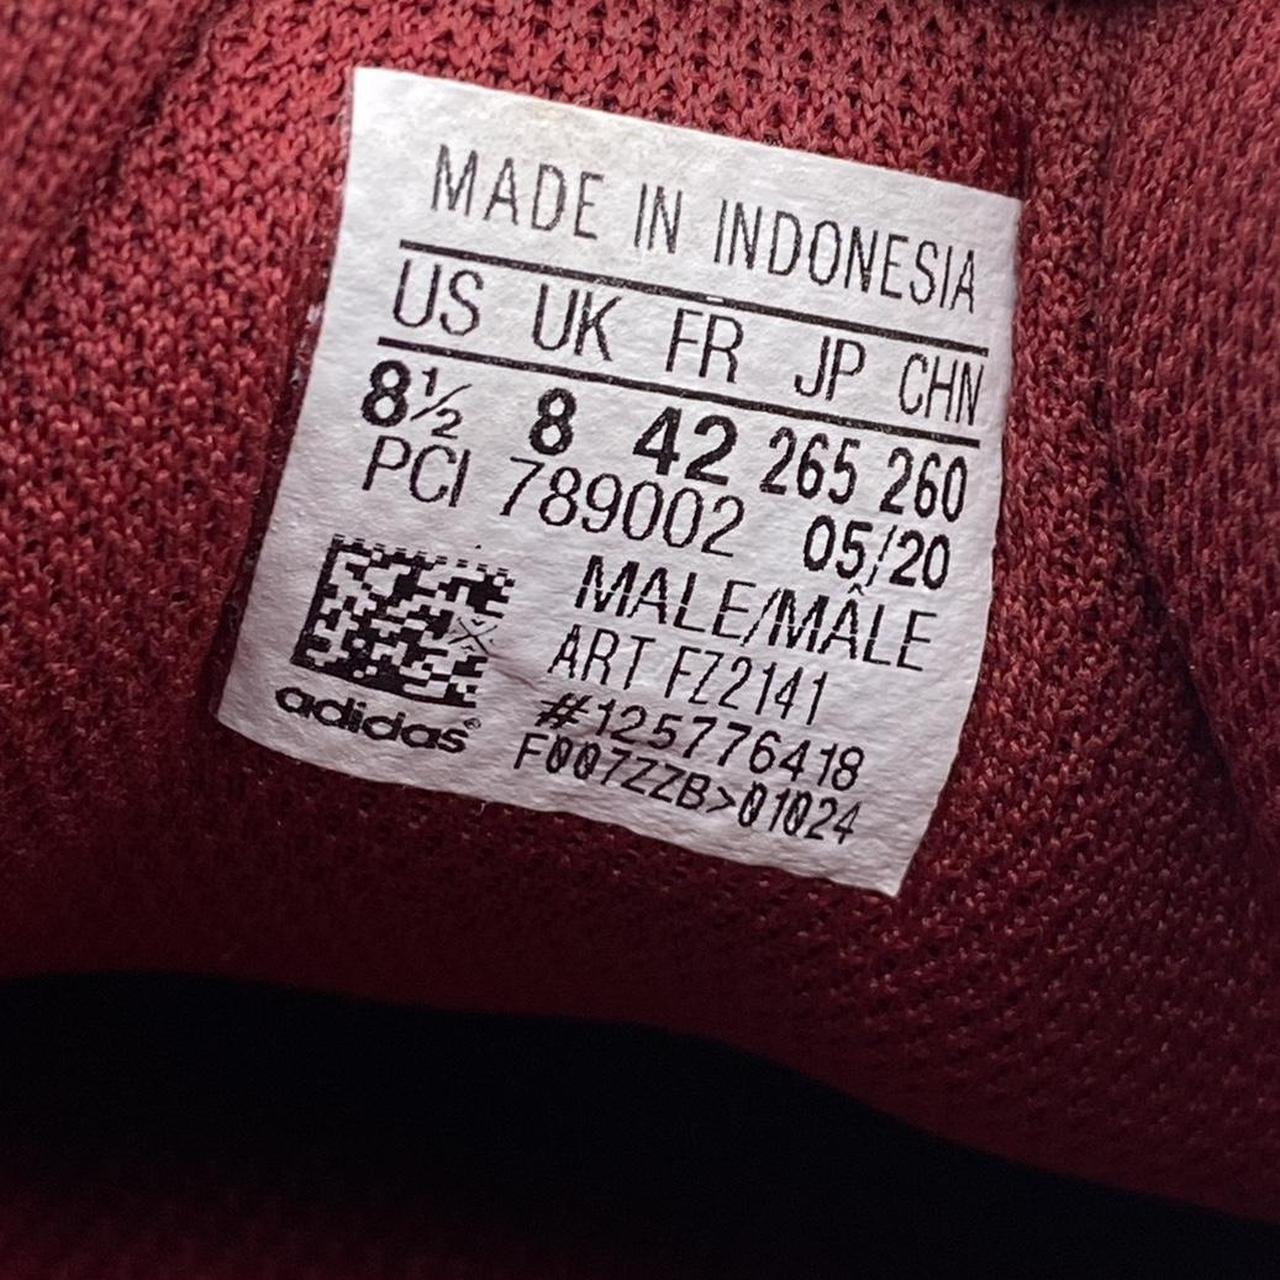 MADE IN INDONESIA
US UK FR JP CHN
8½ 8 42 265 260
PCI 789002 05/20
MALE/MÂLE
ART FZ2141
#125776418
F007ZZB>01024
adidas®